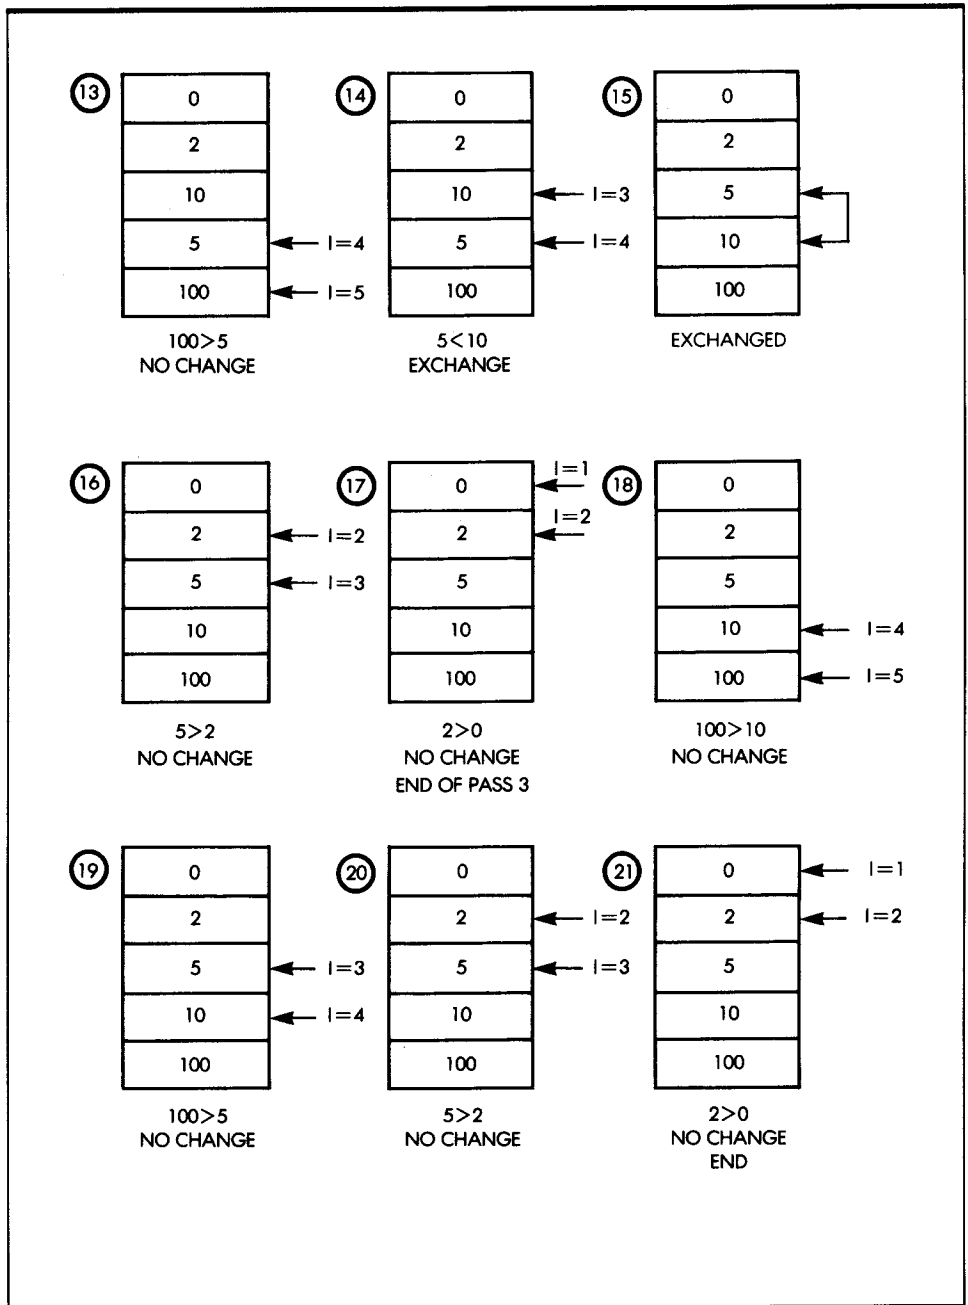 13 14 15
0 0 0
2 2 2
10 10 I=3 5
5 I=4 5 I=4 10
100 I=5 100 100
100>5 5<10 EXCHANGED
NO CHANGE EXCHANGE
16 17 18
0 0 I=1 0
2 I=2 2 I=2 2
5 I=3 5 5
10 10 10 I=4
100 100 100 I=5
5>2 2>0 100>10
NO CHANGE NO CHANGE NO CHANGE
END OF PASS 3
19 20 21
0 0 0 I=1
2 2 I=2 2 I=2
5 I=3 5 I=3 5
10 I=4 10 10
100 100 100
100>5 5>2 2>0
NO CHANGE NO CHANGE NO CHANGE
END